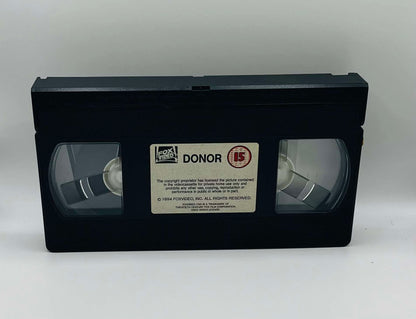 FOX VIDEO DONOR 15
The copyright proprietor has licensed the picture contained
in the videocassette for private home use only and
prohibits any other use, copying, reproduction or
performance in public in whole or in part.
© 1994 FOXVIDEO, INC. ALL RIGHTS RESERVED.